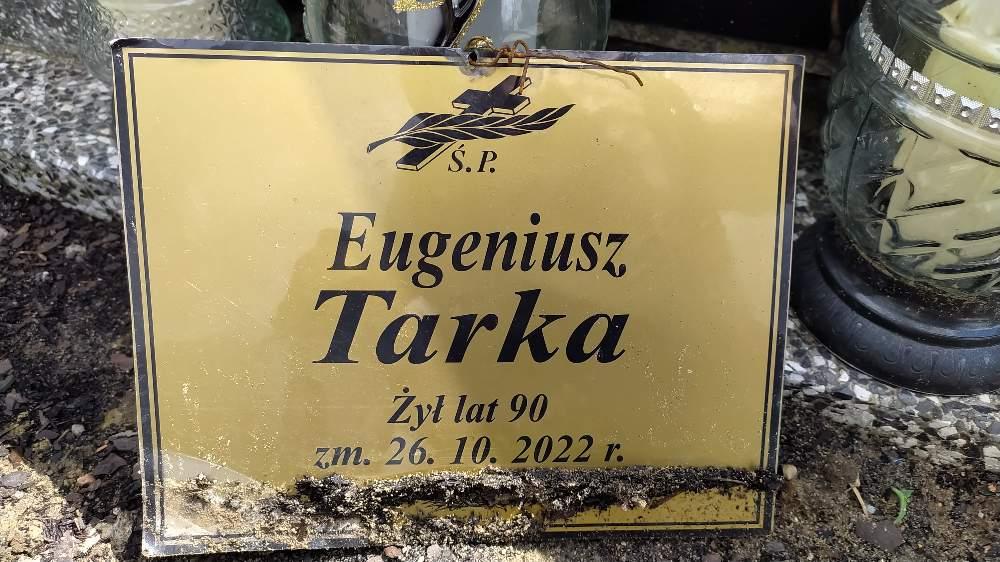 Ś.P.
Eugeniusz
Tarka
Żył lat 90
zm. 26. 10. 2022 r.